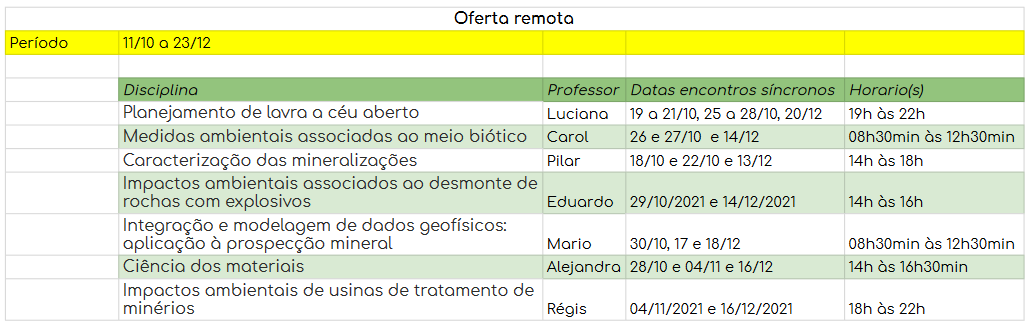 Oferta remota
Período 11/10 a 23/12
Disciplina Professor Datas encontros síncronos Horario(s)
Planejamento de lavra a céu aberto Luciana 19 a 21/10, 25 a 28/10, 20/12 19h às 22h
Medidas ambientais associadas ao meio biótico Carol 26 e 27/10 e 14/12 08h30min às 12h30min
Caracterização das mineralizações Pilar 18/10 e 22/10 e 13/12 14h às 18h
Impactos ambientais associados ao desmonte de
rochas com explosivos Eduardo 29/10/2021 e 14/12/2021 14h às 16h
Integração e modelagem de dados geofísicos:
aplicação à prospecção mineral Mario 30/10, 17 e 18/12 08h30min às 12h30min
Ciência dos materiais Alejandra 28/10 e 04/11 e 16/12 14h às 16h30min
Impactos ambientais de usinas de tratamento de
minérios Régis 04/11/2021 e 16/12/2021 18h às 22h